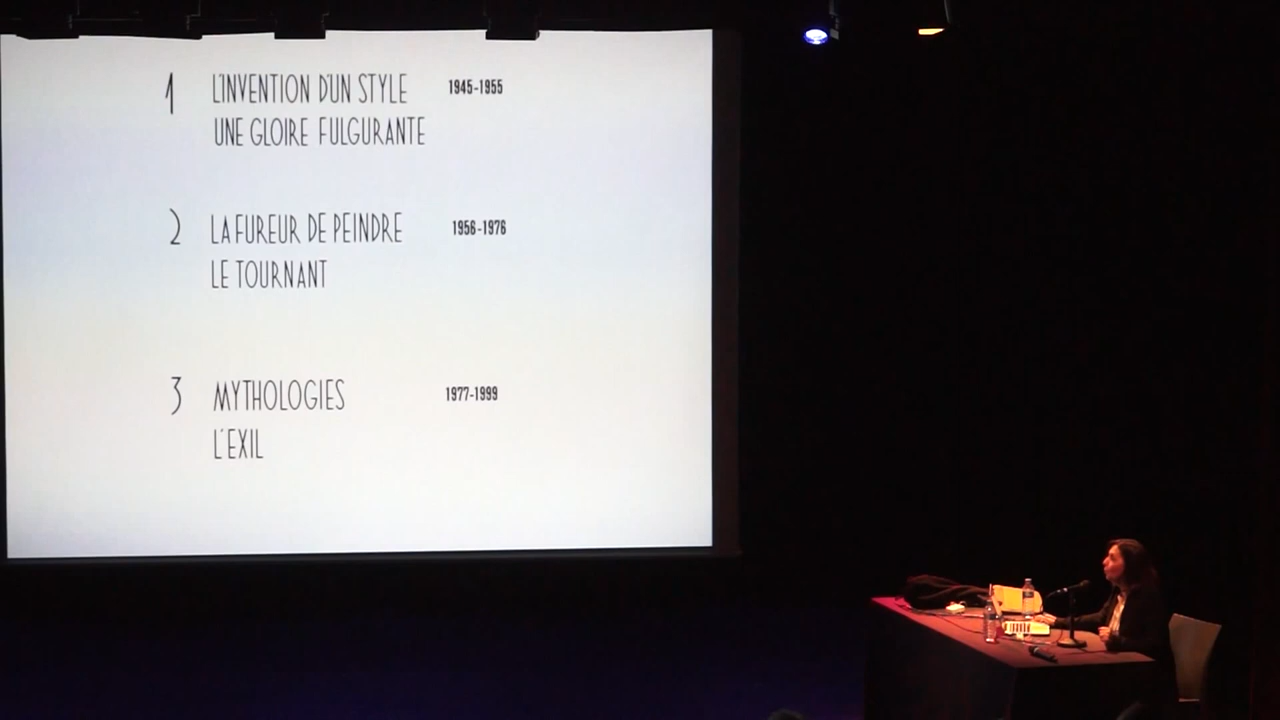 1 L'INVENTION D'UN STYLE 1945-1955
UNE GLOIRE FULGURANTE
2 LA FUREUR DE PEINDRE 1956-1976
LE TOURNANT
3 MYTHOLOGIES 1977-1999
L'EXIL